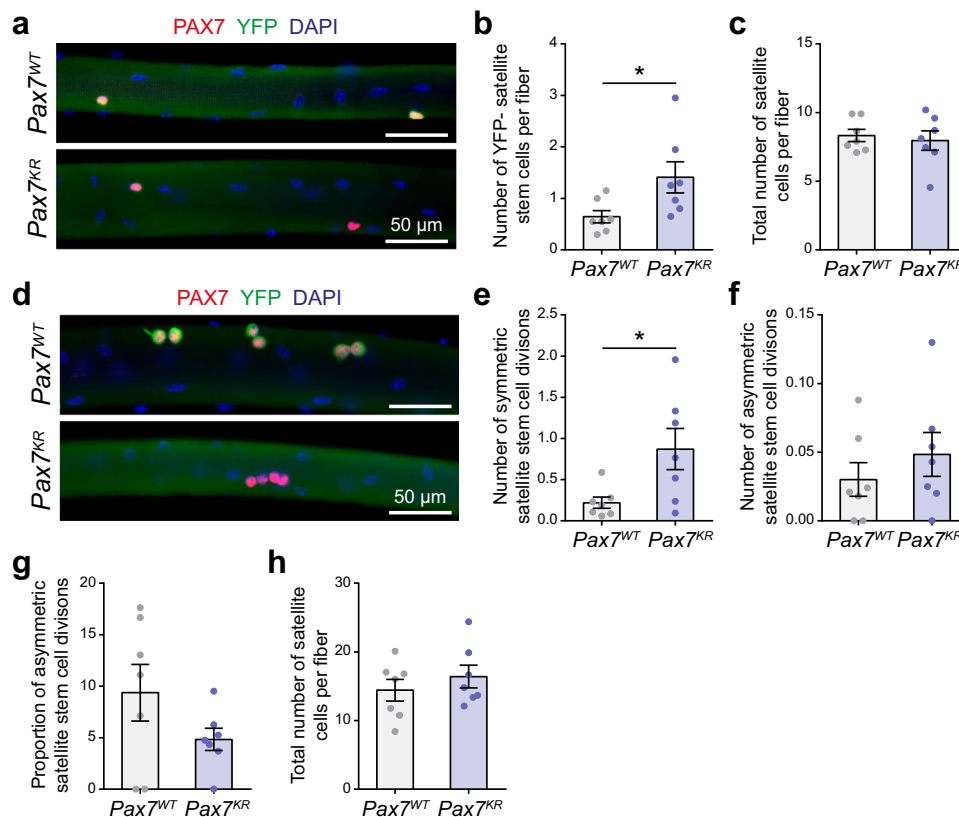 a
PAX7 YFP DAPI
Pax7WT
Pax7KR
50 µm
b
Number of YFP-satellite
stem cells per fiber
4
3
2
1
0
*
Pax7WT Pax7KR
c
Total number of satellite
cells per fiber
15
10
5
0
Pax7WT Pax7KR
d
PAX7 YFP DAPI
Pax7WT
Pax7KR
50 µm
e
Number of symmetric
satellite stem cell divisons
2.5
2.0
1.5
1.0
0.5
0.0
*
Pax7WT Pax7KR
f
Number of asymmetric
satellite stem cell divisons
0.15
0.10
0.05
0.00
Pax7WT Pax7KR
g
Proportion of asymmetric
satellite stem cell divisons
20
15
10
5
0
Pax7WT Pax7KR
h
Total number of satellite
cells per fiber
30
20
10
0
Pax7WT Pax7KR